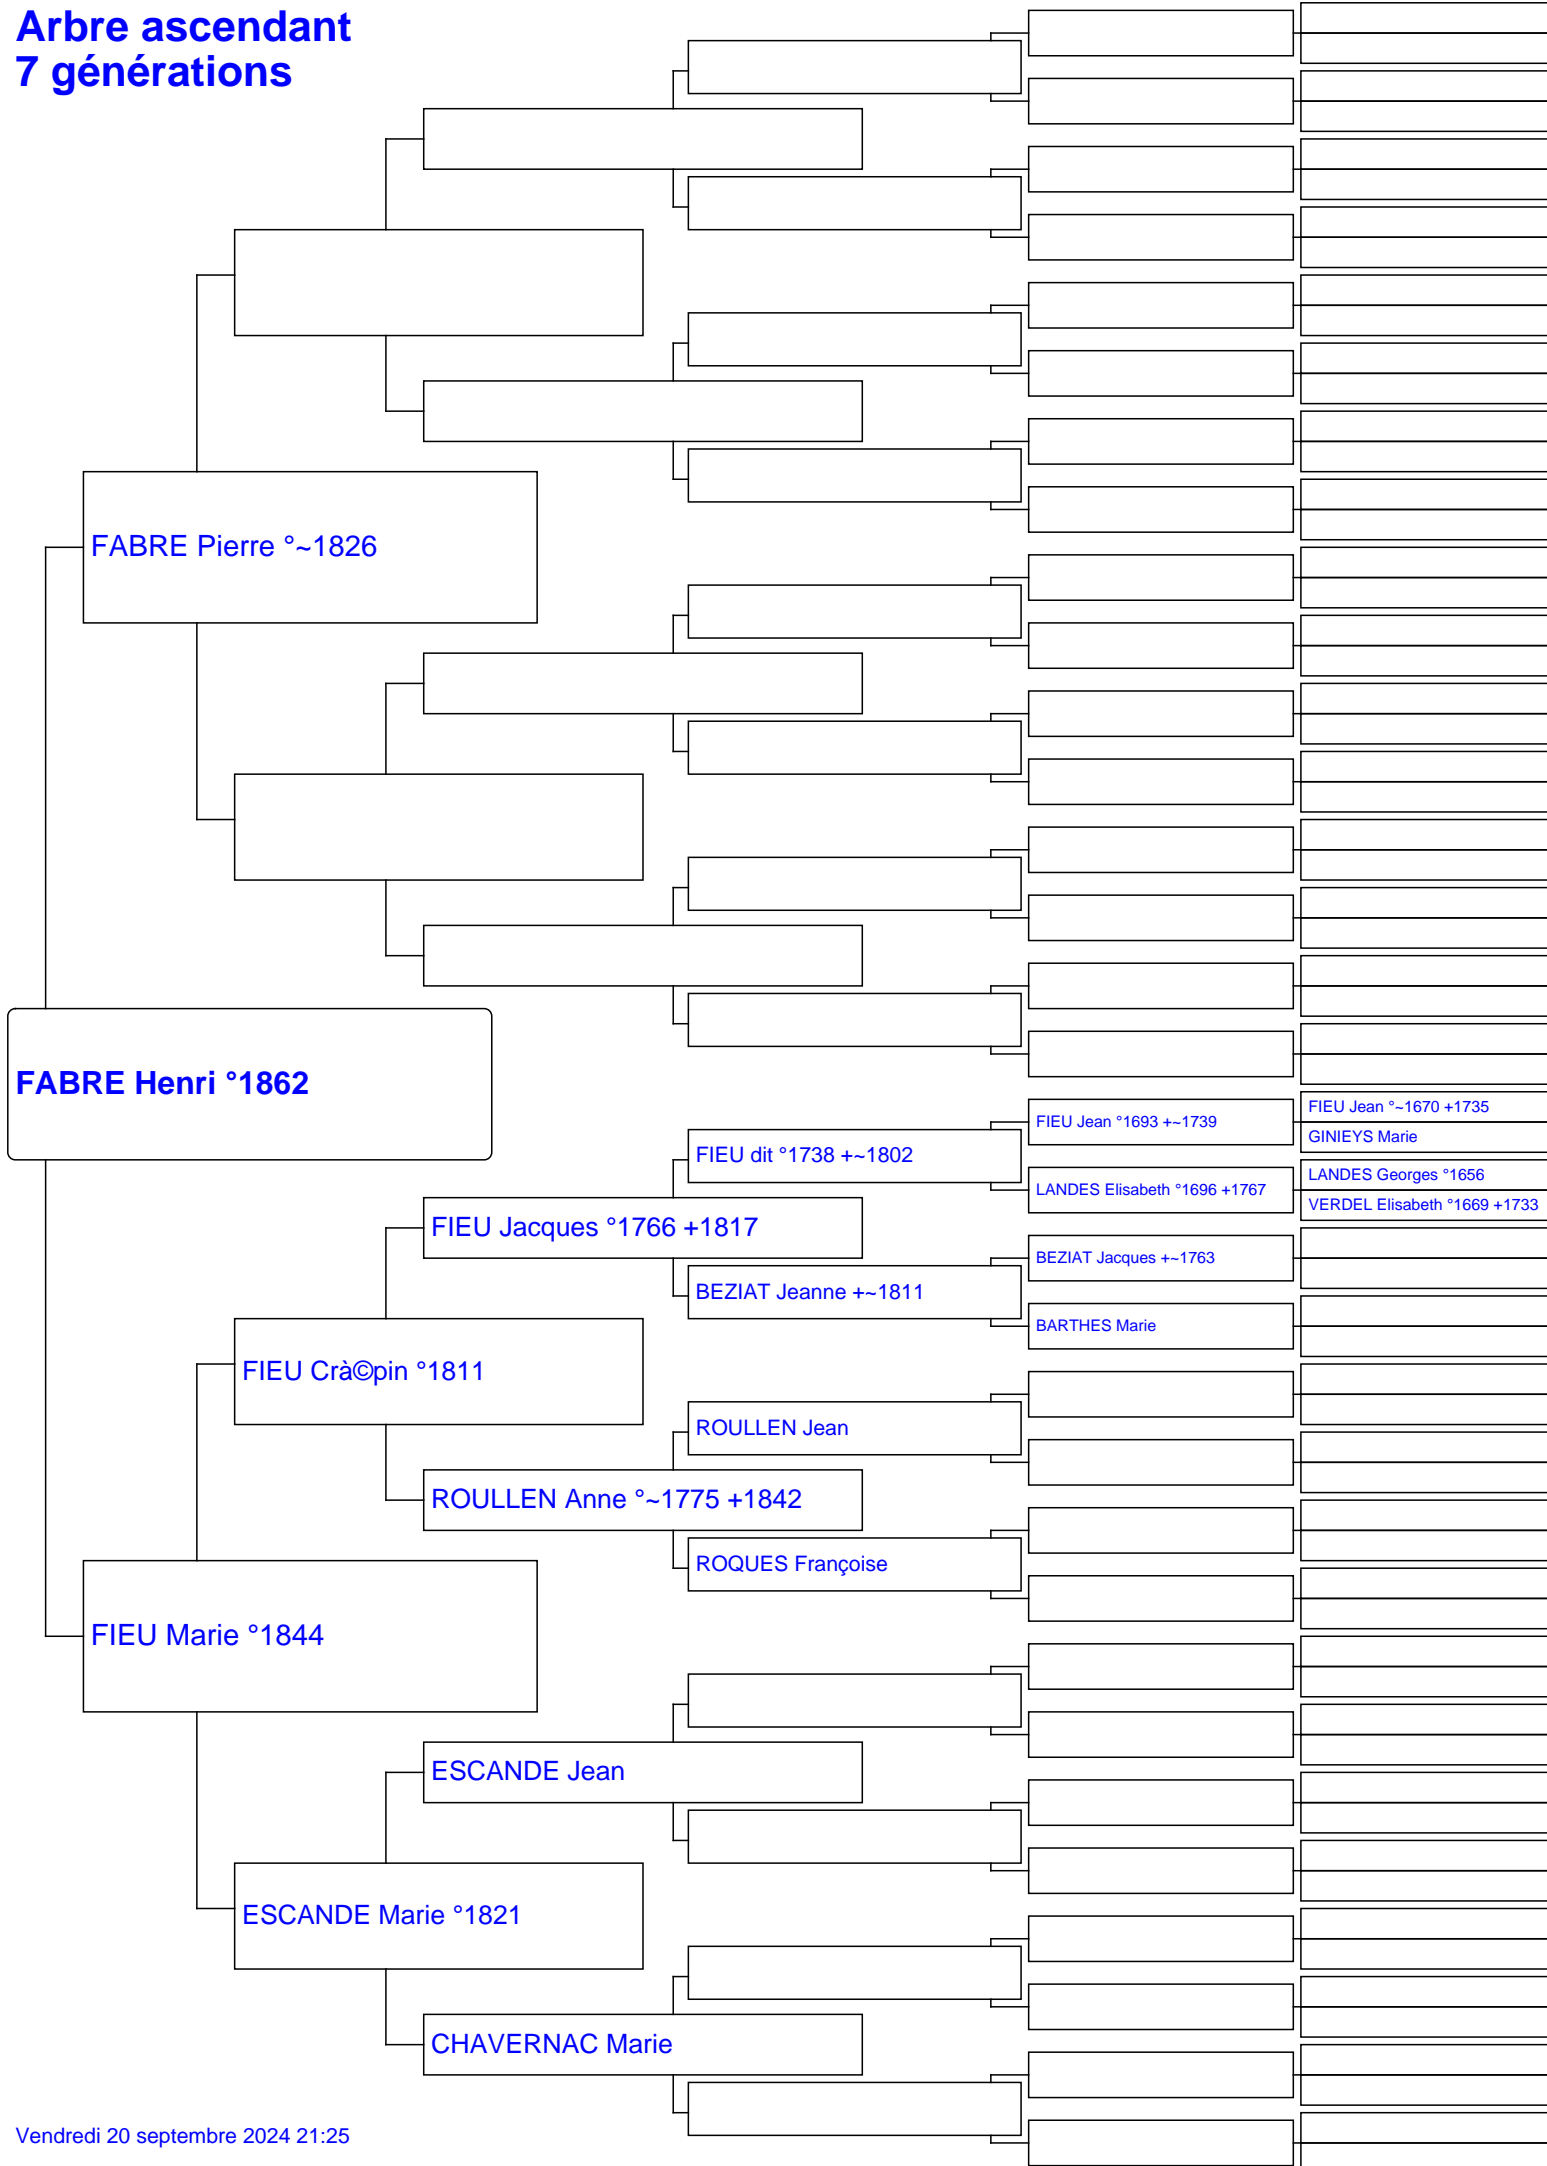 Arbre ascendant
7 générations
FABRE Pierre °~1826
FABRE Henri °1862
FIEU Jean °1693 +~1739
FIEU Jean °~1670 +1735
GINIEYS Marie
FIEU dit °1738 +~1802
LANDES Elisabeth °1696 +1767
LANDES Georges °1656
VERDEL Elisabeth °1669 +1733
FIEU Jacques °1766 +1817
BEZIAT Jacques +~1763
BEZIAT Jeanne +~1811
BARTHES Marie
FIEU Crà©pin °1811
ROULLEN Jean
ROULLEN Anne °~1775 +1842
ROQUES Françoise
FIEU Marie °1844
ESCANDE Jean
ESCANDE Marie °1821
CHAVERNAC Marie
Vendredi 20 septembre 2024 21:25